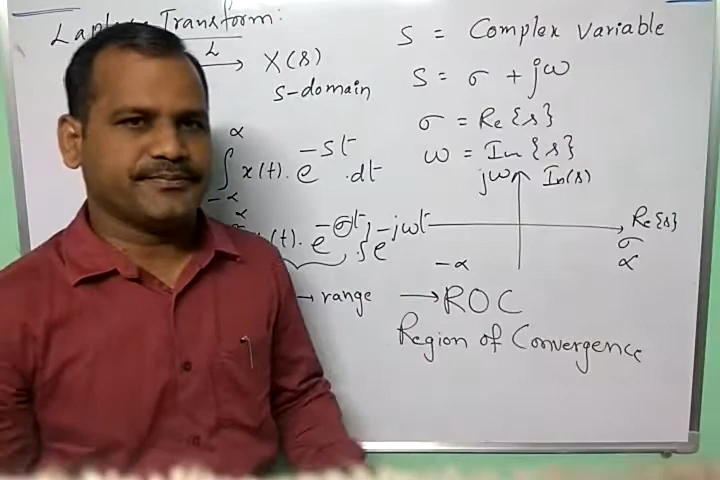 Laplace Transform:
L
→ X(s)
s-domain
α
∫ x(t). e^-st .dt
-α
α
x(t). e^-σt e^-jωt
→ range → ROC
Region of Convergence
S = Complex Variable
S = σ + jω
σ = Re{s}
ω = Im{s}
jω Im(s)
Re{s}
σ
-α α